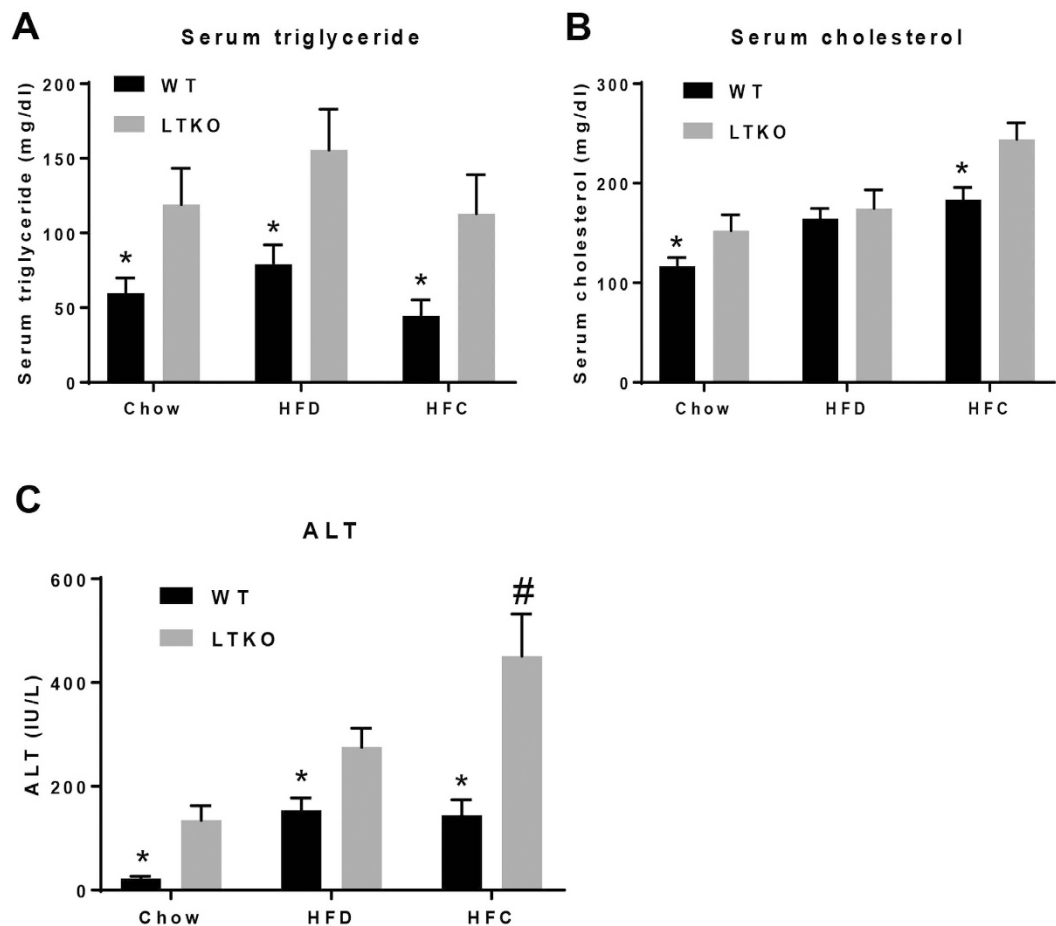 A
Serum triglyceride
Serum triglyceride (mg/dl)
200
150
100
50
0
WT
LTKO
*
*
*
Chow HFD HFC
B
Serum cholesterol
Serum cholesterol (mg/dl)
300
200
100
0
WT
LTKO
*
*
Chow HFD HFC
C
ALT
ALT (IU/L)
600
400
200
0
WT
LTKO
#
*
*
*
Chow HFD HFC